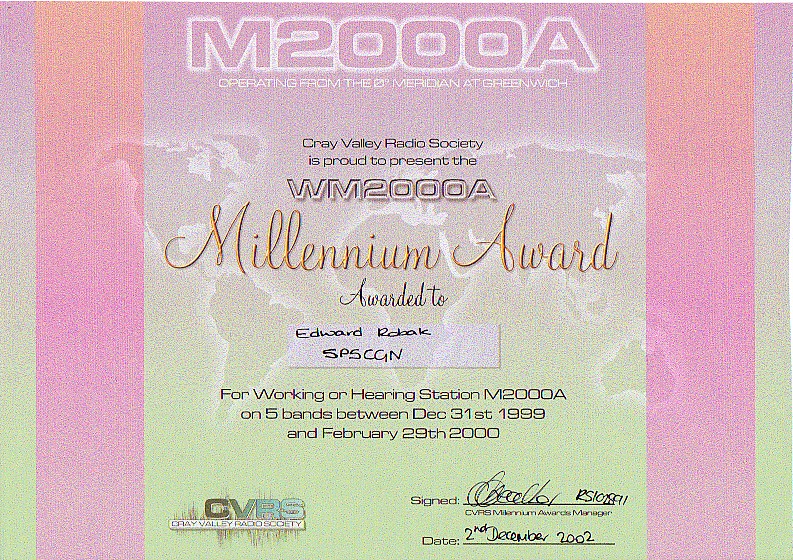 M2000A
OPERATING FROM THE 0° MERIDIAN AT GREENWICH
Cray Valley Radio Society
is proud to present the
WM2000A
Millennium Award
Awarded to
Edward Robak
SP5CGN
For Working or Hearing Station M2000A
on 5 bands between Dec 31st 1999
and February 29th 2000
Signed:
CVRS Millennium Awards Manager
Date: 2nd December 2002
CVRS
CRAY VALLEY RADIO SOCIETY